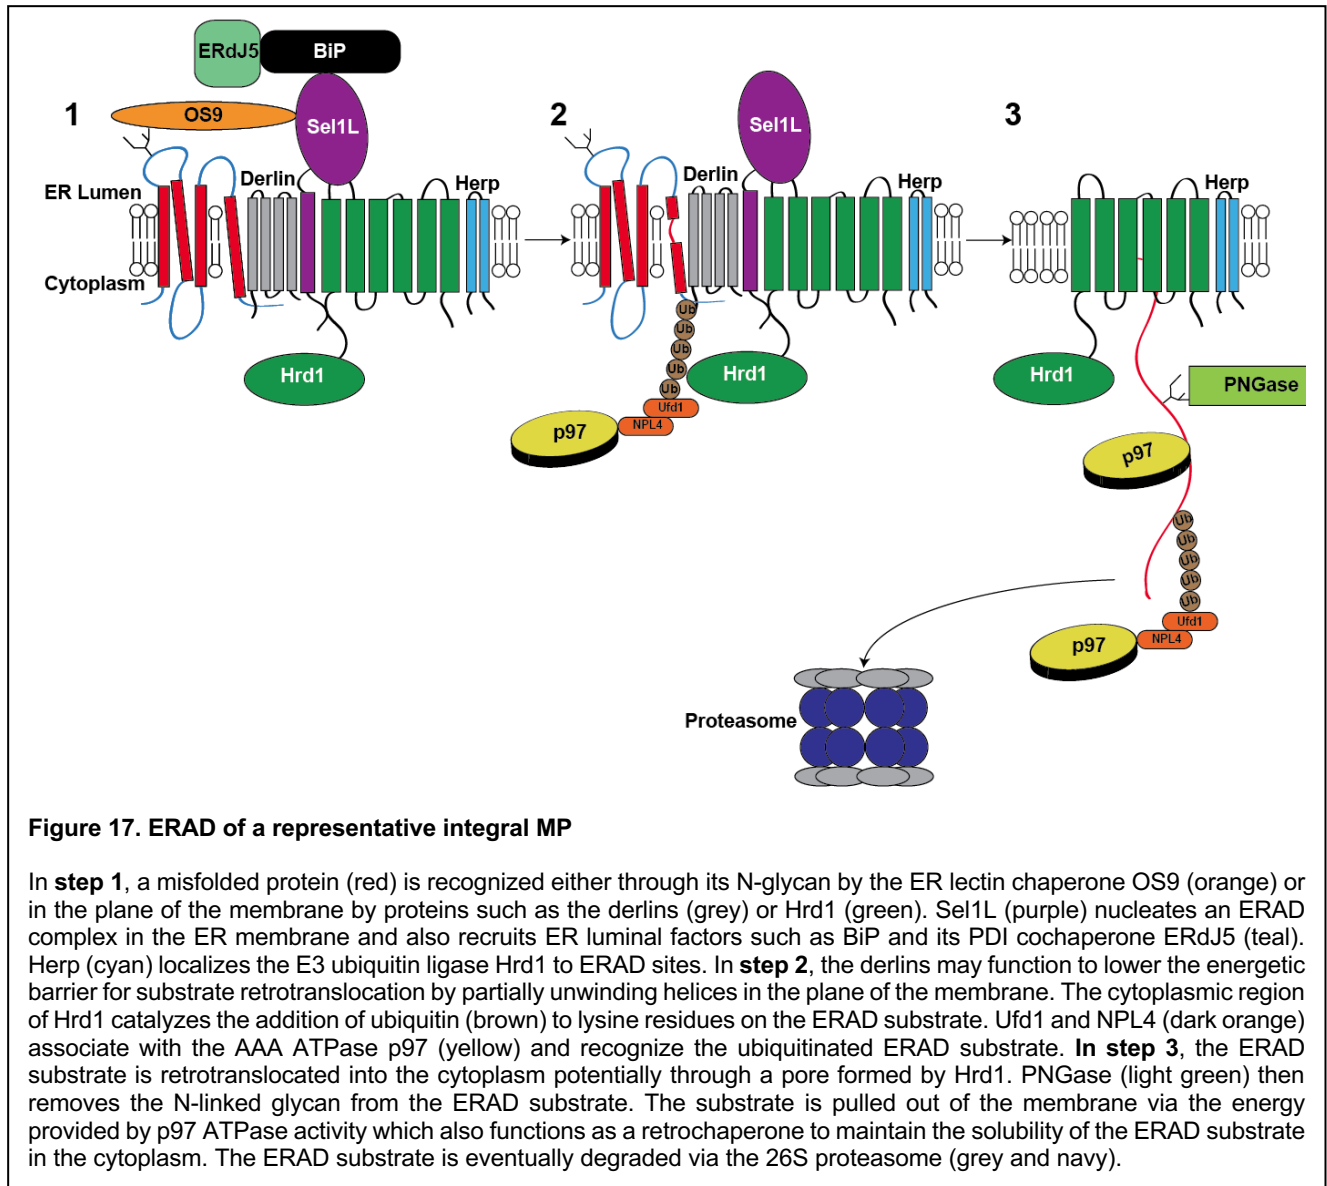 ERdJ5
BiP
1
OS9
Sel1L
2
Sel1L
3
Derlin
Herp
Derlin
Herp
Herp
ER Lumen
Cytoplasm
Ub
Ub
Ub
Ub
Ub
Hrd1
Hrd1
Hrd1
PNGase
Ufd1
NPL4
p97
p97
Ub
Ub
Ub
Ub
Ub
Ufd1
NPL4
p97
Proteasome
Figure 17. ERAD of a representative integral MP
In step 1, a misfolded protein (red) is recognized either through its N-glycan by the ER lectin chaperone OS9 (orange) or
in the plane of the membrane by proteins such as the derlins (grey) or Hrd1 (green). Sel1L (purple) nucleates an ERAD
complex in the ER membrane and also recruits ER luminal factors such as BiP and its PDI cochaperone ERdJ5 (teal).
Herp (cyan) localizes the E3 ubiquitin ligase Hrd1 to ERAD sites. In step 2, the derlins may function to lower the energetic
barrier for substrate retrotranslocation by partially unwinding helices in the plane of the membrane. The cytoplasmic region
of Hrd1 catalyzes the addition of ubiquitin (brown) to lysine residues on the ERAD substrate. Ufd1 and NPL4 (dark orange)
associate with the AAA ATPase p97 (yellow) and recognize the ubiquitinated ERAD substrate. In step 3, the ERAD
substrate is retrotranslocated into the cytoplasm potentially through a pore formed by Hrd1. PNGase (light green) then
removes the N-linked glycan from the ERAD substrate. The substrate is pulled out of the membrane via the energy
provided by p97 ATPase activity which also functions as a retrochaperone to maintain the solubility of the ERAD substrate
in the cytoplasm. The ERAD substrate is eventually degraded via the 26S proteasome (grey and navy).